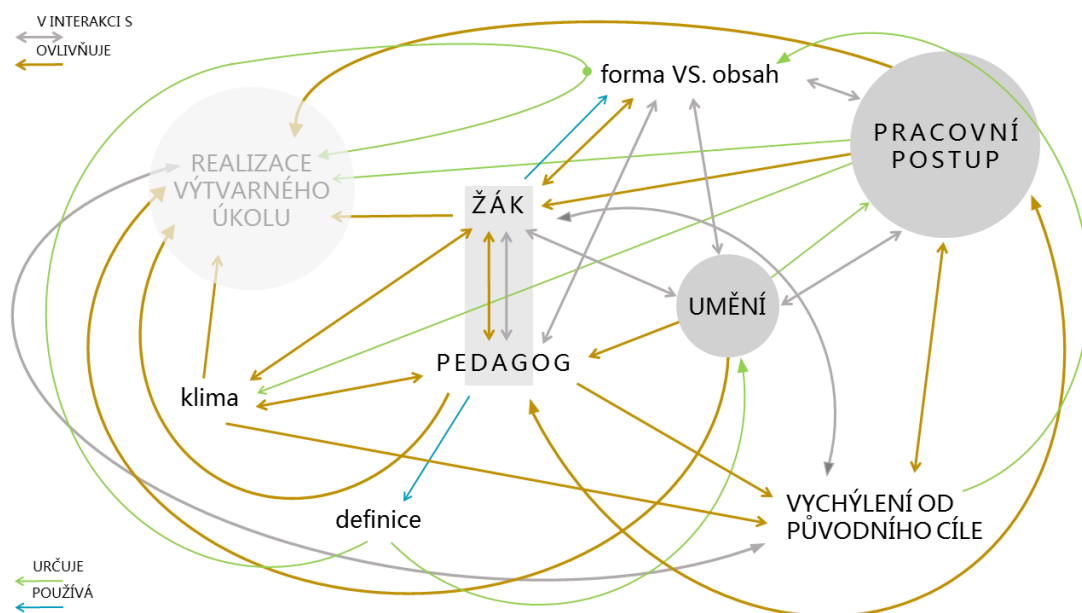 V INTERAKCI S
OVLIVŇUJE
forma VS. obsah
PRACOVNÍ
POSTUP
REALIZACE
VÝTVARNÉHO
ÚKOLU
ŽÁK
UMĚNÍ
PEDAGOG
klima
definice
VYCHÝLENÍ OD
PŮVODNÍHO CÍLE
URČUJE
POUŽÍVÁ